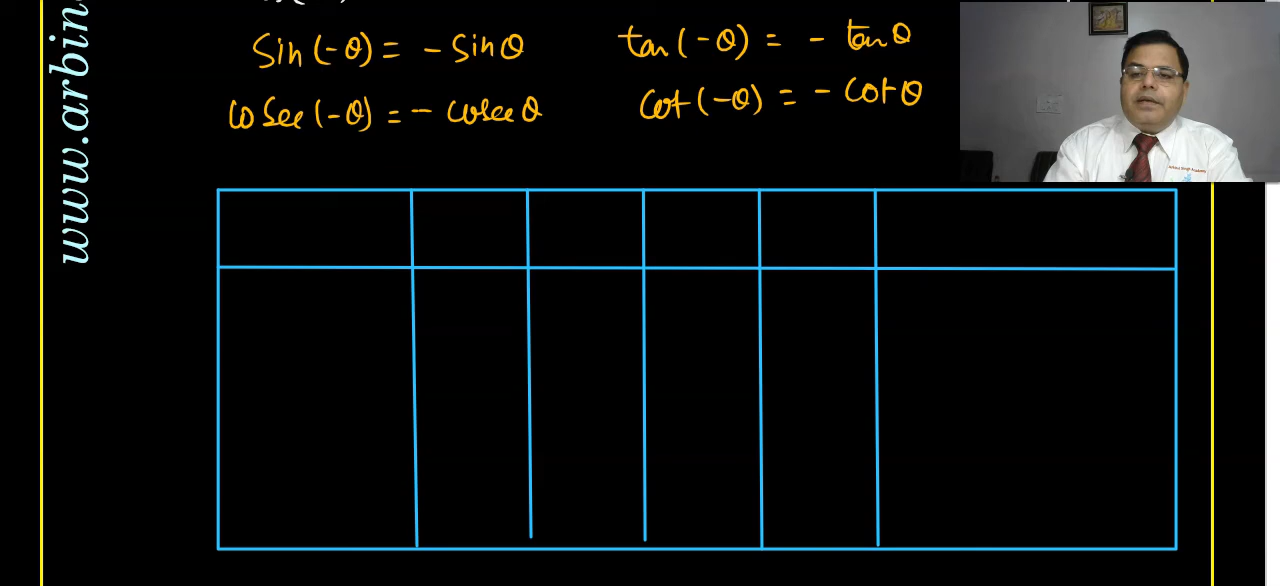 sin(-θ) = - sinθ
tan(-θ) = - tanθ
cosec(-θ) = - cosecθ
cot(-θ) = - cotθ
www.arbin